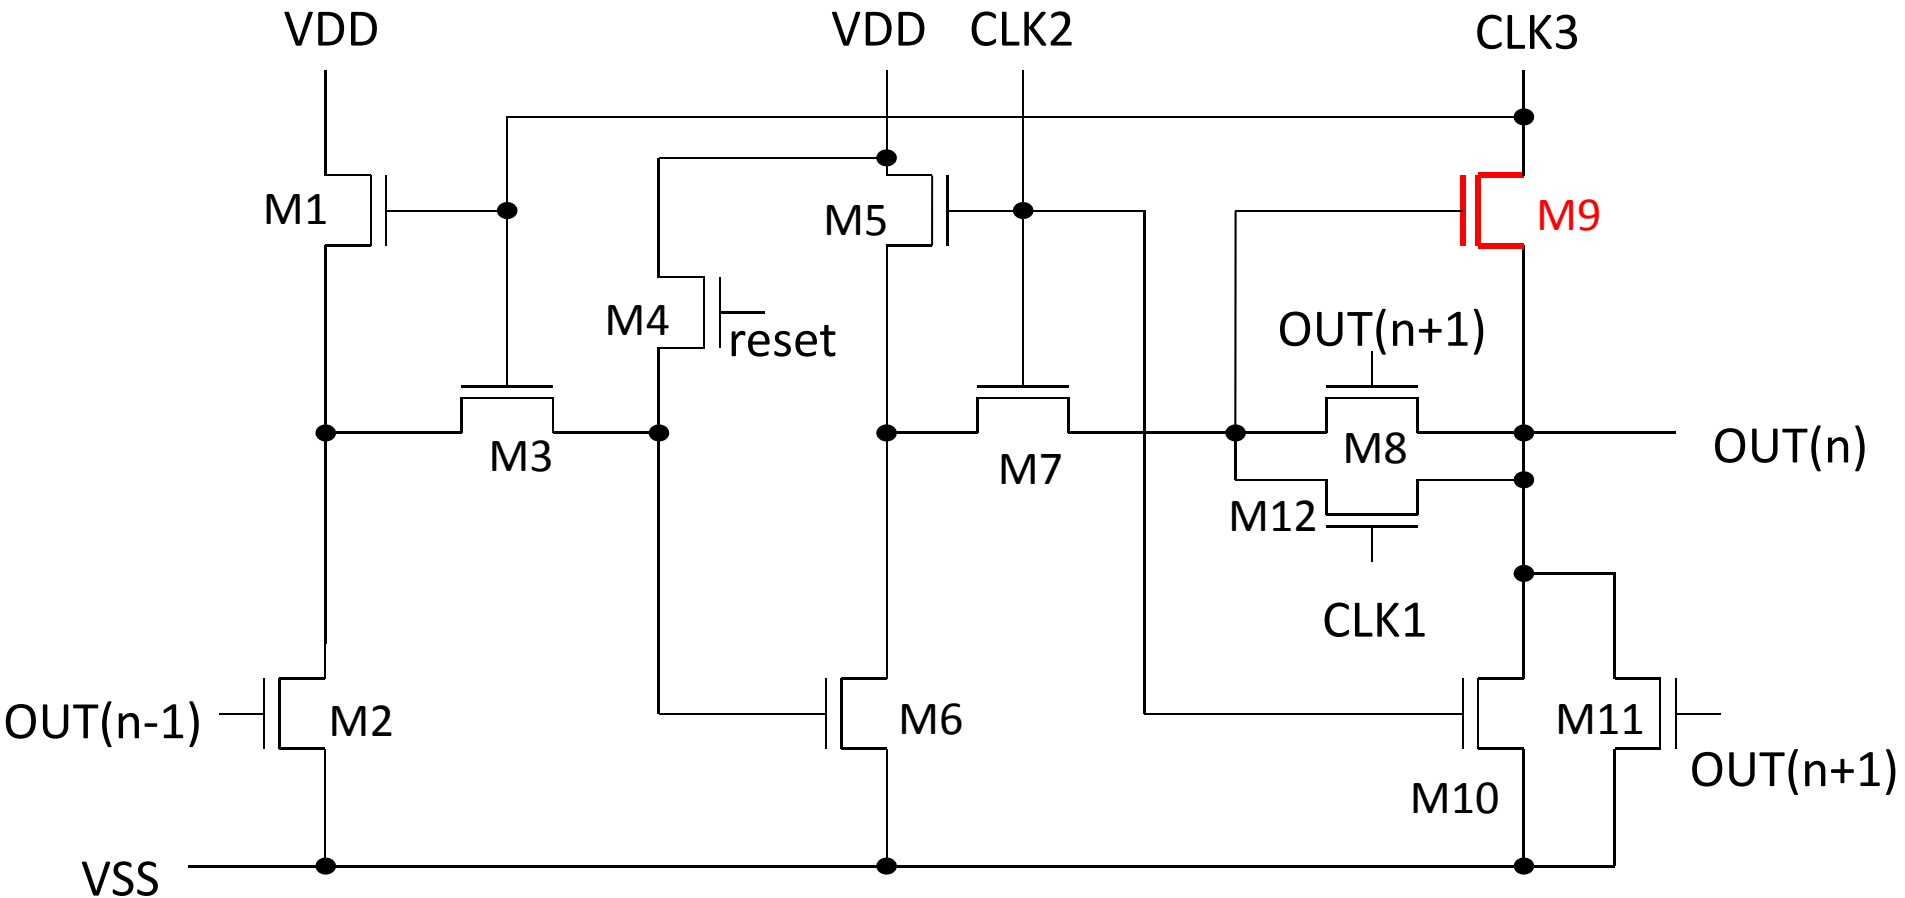 VDD
VDD
CLK2
CLK3
M1
M5
M9
M4
reset
OUT(n+1)
M3
M7
M8
OUT(n)
M12
CLK1
OUT(n-1)
M2
M6
M11
OUT(n+1)
M10
VSS